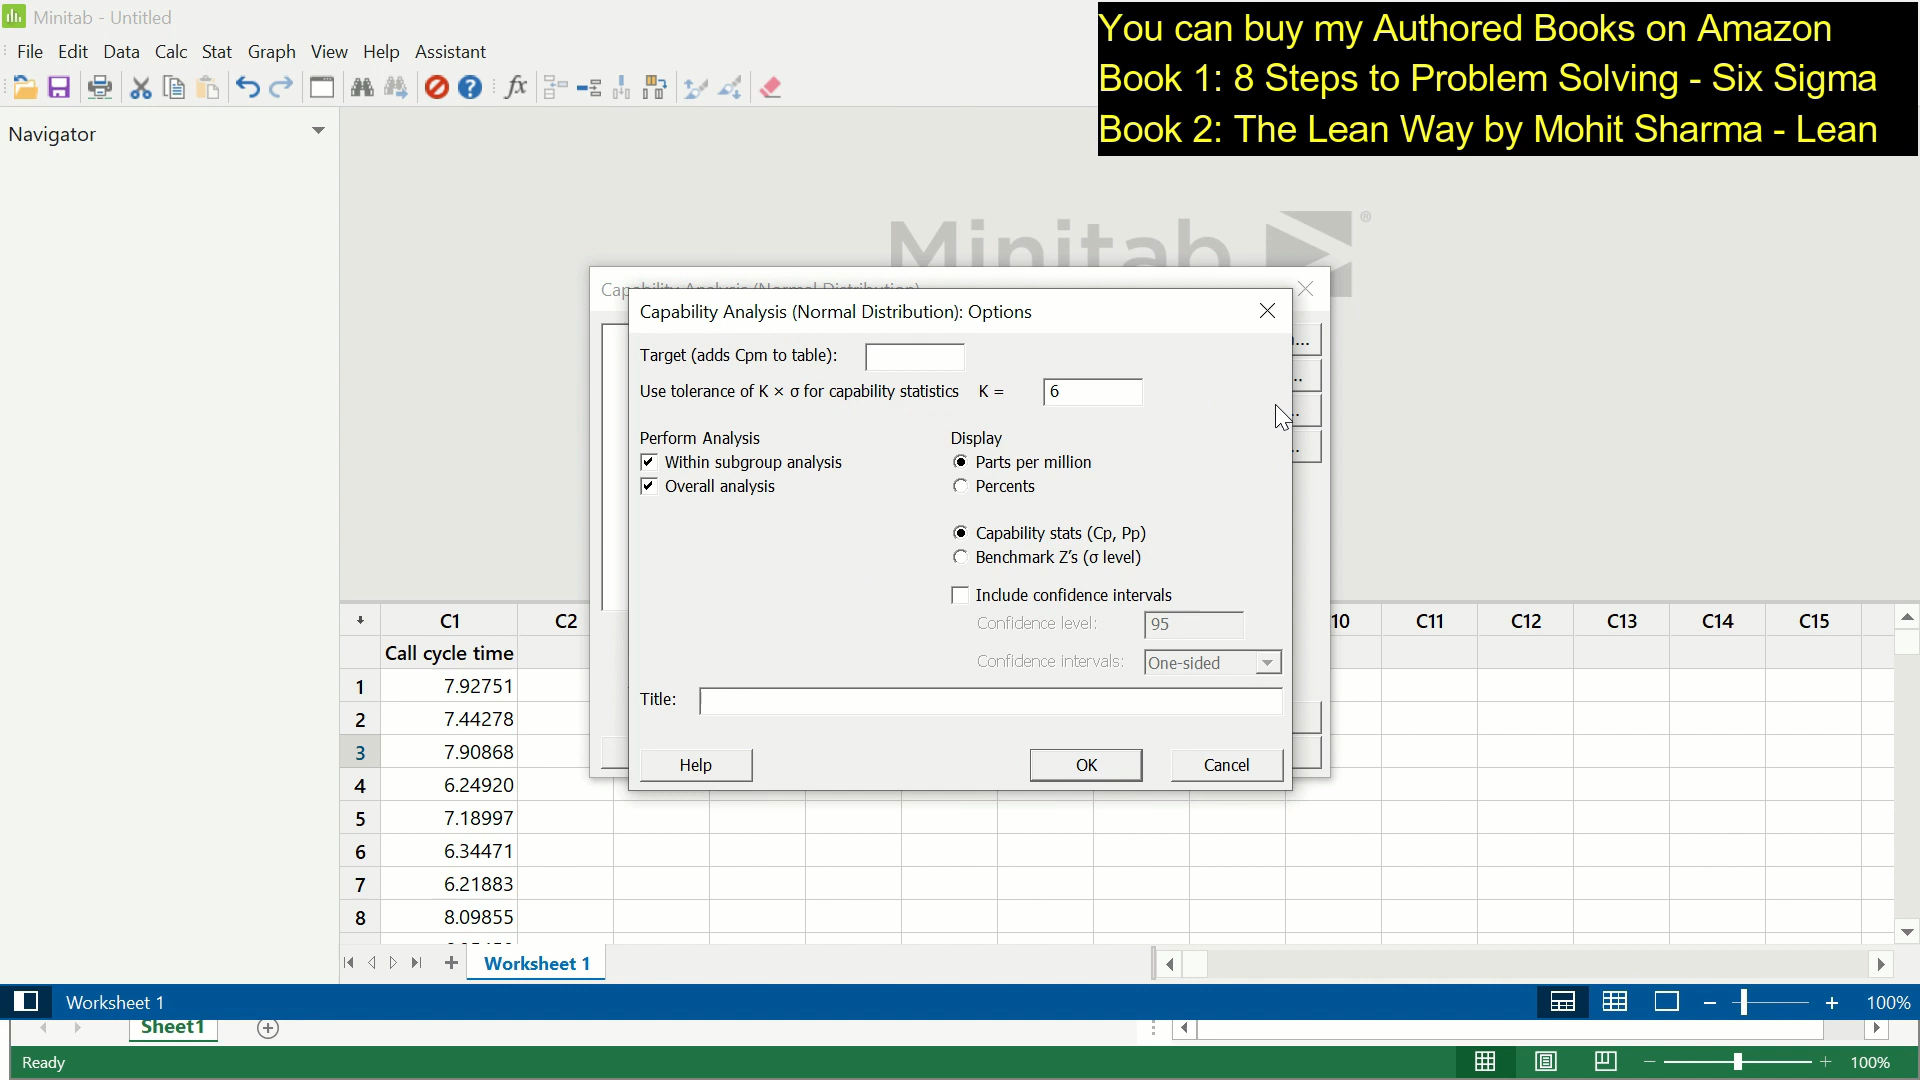 Minitab - Untitled
You can buy my Authored Books on Amazon
Book 1: 8 Steps to Problem Solving - Six Sigma
Book 2: The Lean Way by Mohit Sharma - Lean
File Edit Data Calc Stat Graph View Help Assistant
Navigator
Minitab ®
Capability Analysis (Normal Distribution)
Capability Analysis (Normal Distribution): Options
Target (adds Cpm to table):
Use tolerance of K × σ for capability statistics K = 6
Perform Analysis
Within subgroup analysis
Overall analysis
Display
Parts per million
Percents
Capability stats (Cp, Pp)
Benchmark Z's (σ level)
Include confidence intervals
Confidence level: 95
Confidence intervals: One-sided
Title:
Help OK Cancel
C1 C2 10 C11 C12 C13 C14 C15
Call cycle time
1 7.92751
2 7.44278
3 7.90868
4 6.24920
5 7.18997
6 6.34471
7 6.21883
8 8.09855
Worksheet 1
Worksheet 1 100%
Sheet1
Ready 100%